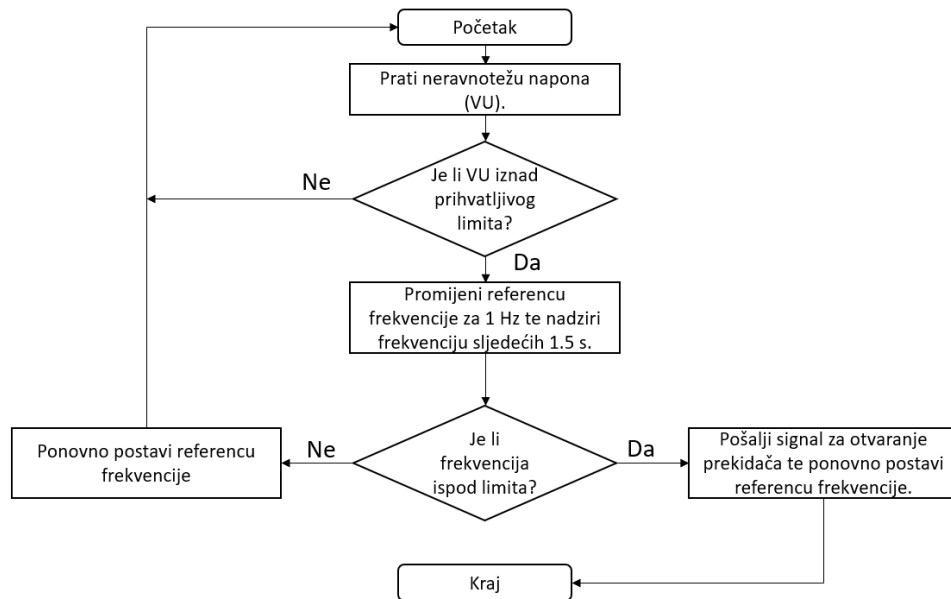 Početak
Prati neravnotežu napona
(VU).
Je li VU iznad
prihvatljivog
limita?
Ne
Da
Promijeni referencu
frekvencije za 1 Hz te nadziri
frekvenciju sljedećih 1.5 s.
Je li
frekvencija
ispod limita?
Ne
Da
Ponovno postavi referencu
frekvencije
Pošalji signal za otvaranje
prekidača te ponovno postavi
referencu frekvencije.
Kraj